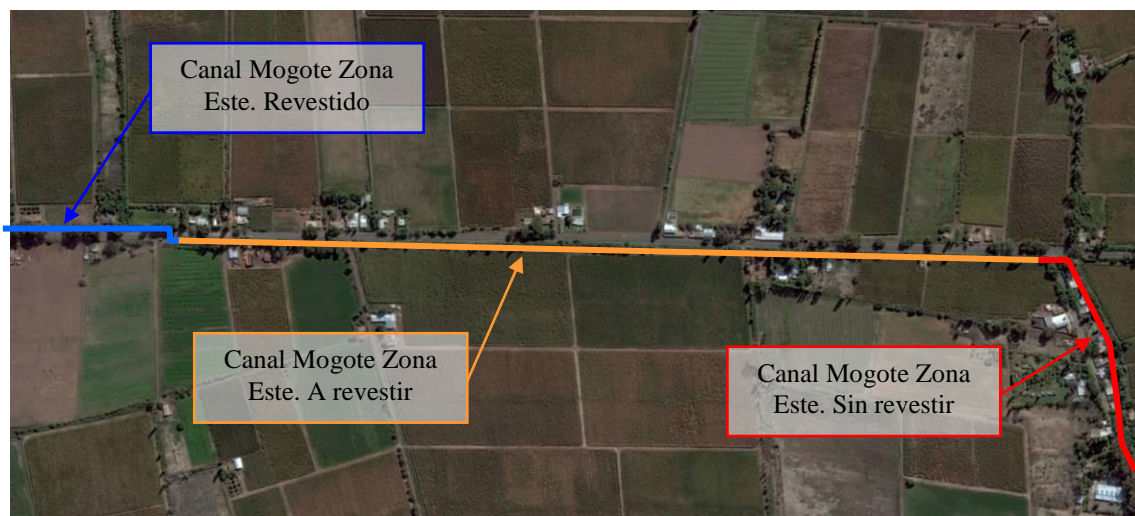 Canal Mogote Zona
Este. Revestido
Canal Mogote Zona
Este. A revestir
Canal Mogote Zona
Este. Sin revestir